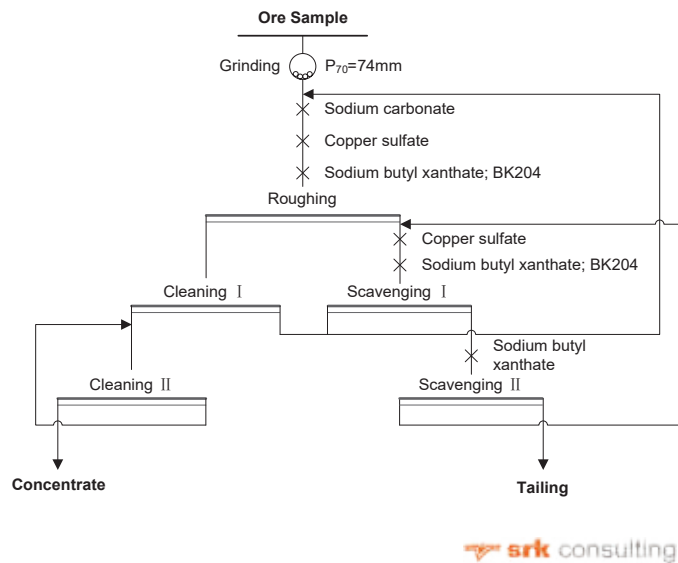 Ore Sample
Grinding
P₇₀=74mm
Sodium carbonate
Copper sulfate
Sodium butyl xanthate; BK204
Roughing
Copper sulfate
Sodium butyl xanthate; BK204
Cleaning Ⅰ
Scavenging Ⅰ
Sodium butyl
xanthate
Cleaning Ⅱ
Scavenging Ⅱ
Concentrate
Tailing
srk consulting